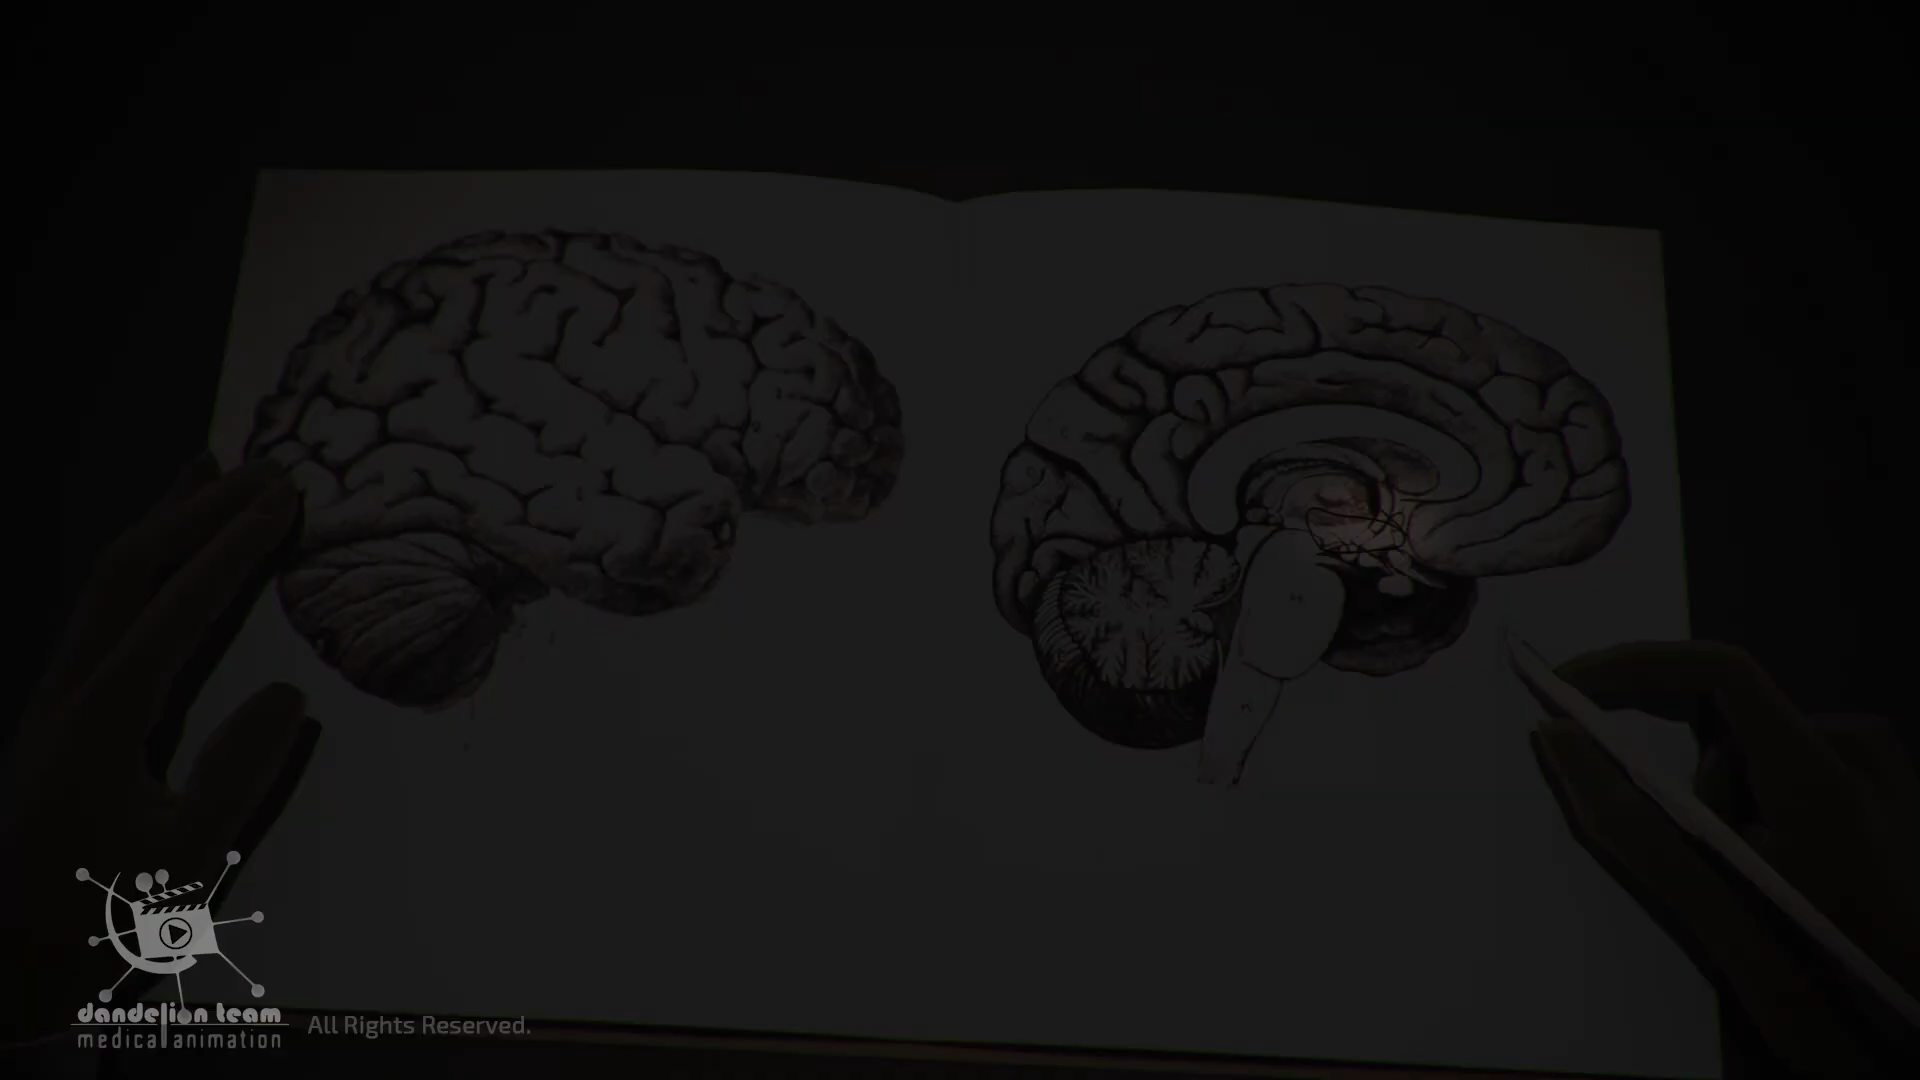 dandelion team
medical animation
All Rights Reserved.